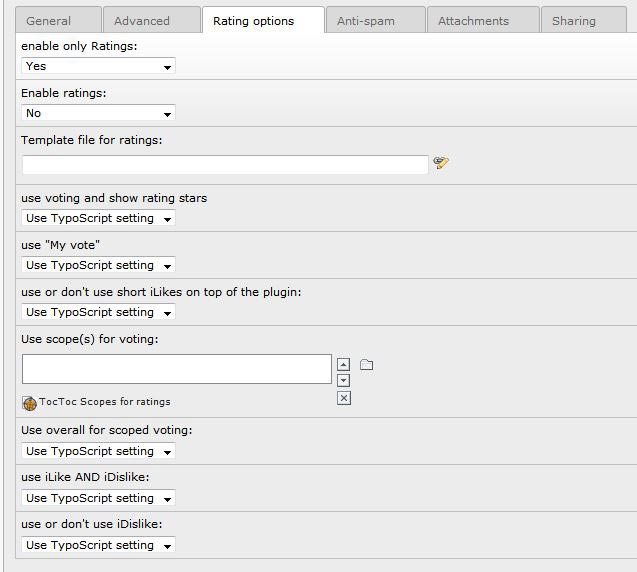 General Advanced Rating options Anti-spam Attachments Sharing
enable only Ratings:
Yes
Enable ratings:
No
Template file for ratings:
use voting and show rating stars
Use TypoScript setting
use "My vote"
Use TypoScript setting
use or don't use short iLikes on top of the plugin:
Use TypoScript setting
Use scope(s) for voting:
TocToc Scopes for ratings
Use overall for scoped voting:
Use TypoScript setting
use iLike AND iDislike:
Use TypoScript setting
use or don't use iDislike:
Use TypoScript setting